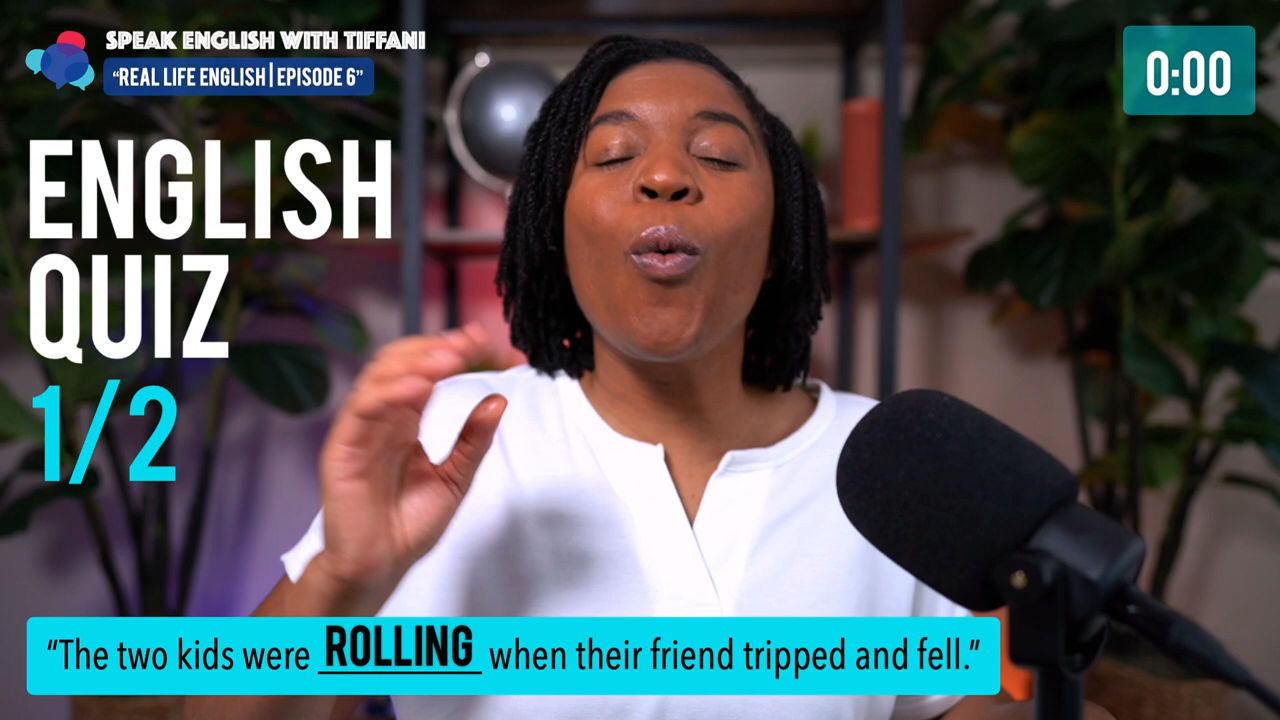 SPEAK ENGLISH WITH TIFFANI
"REAL LIFE ENGLISH | EPISODE 6"
0:00
ENGLISH
QUIZ
1/2
"The two kids were ROLLING when their friend tripped and fell."